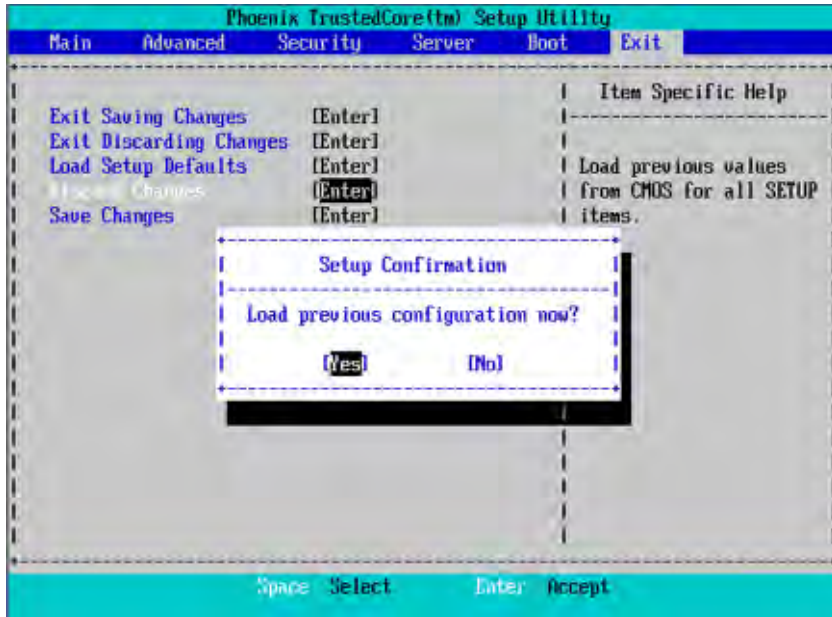 Phoenix TrustedCore(tm) Setup Utility
Main Advanced Security Server Boot Exit
Item Specific Help
Exit Saving Changes [Enter]
Exit Discarding Changes [Enter]
Load Setup Defaults [Enter]
Discard Changes [Enter]
Save Changes [Enter]
Load previous values
from CMOS for all SETUP
items.
Setup Confirmation
Load previous configuration now?
[Yes] [No]
Space Select Enter Accept